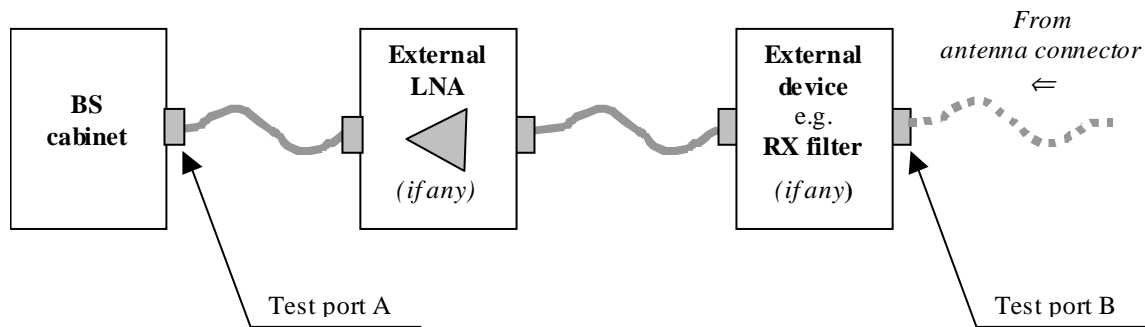 BS
cabinet
External
LNA
(if any)
External
device
e.g.
RX filter
(if any)
From
antenna connector
⇐
Test port A
Test port B